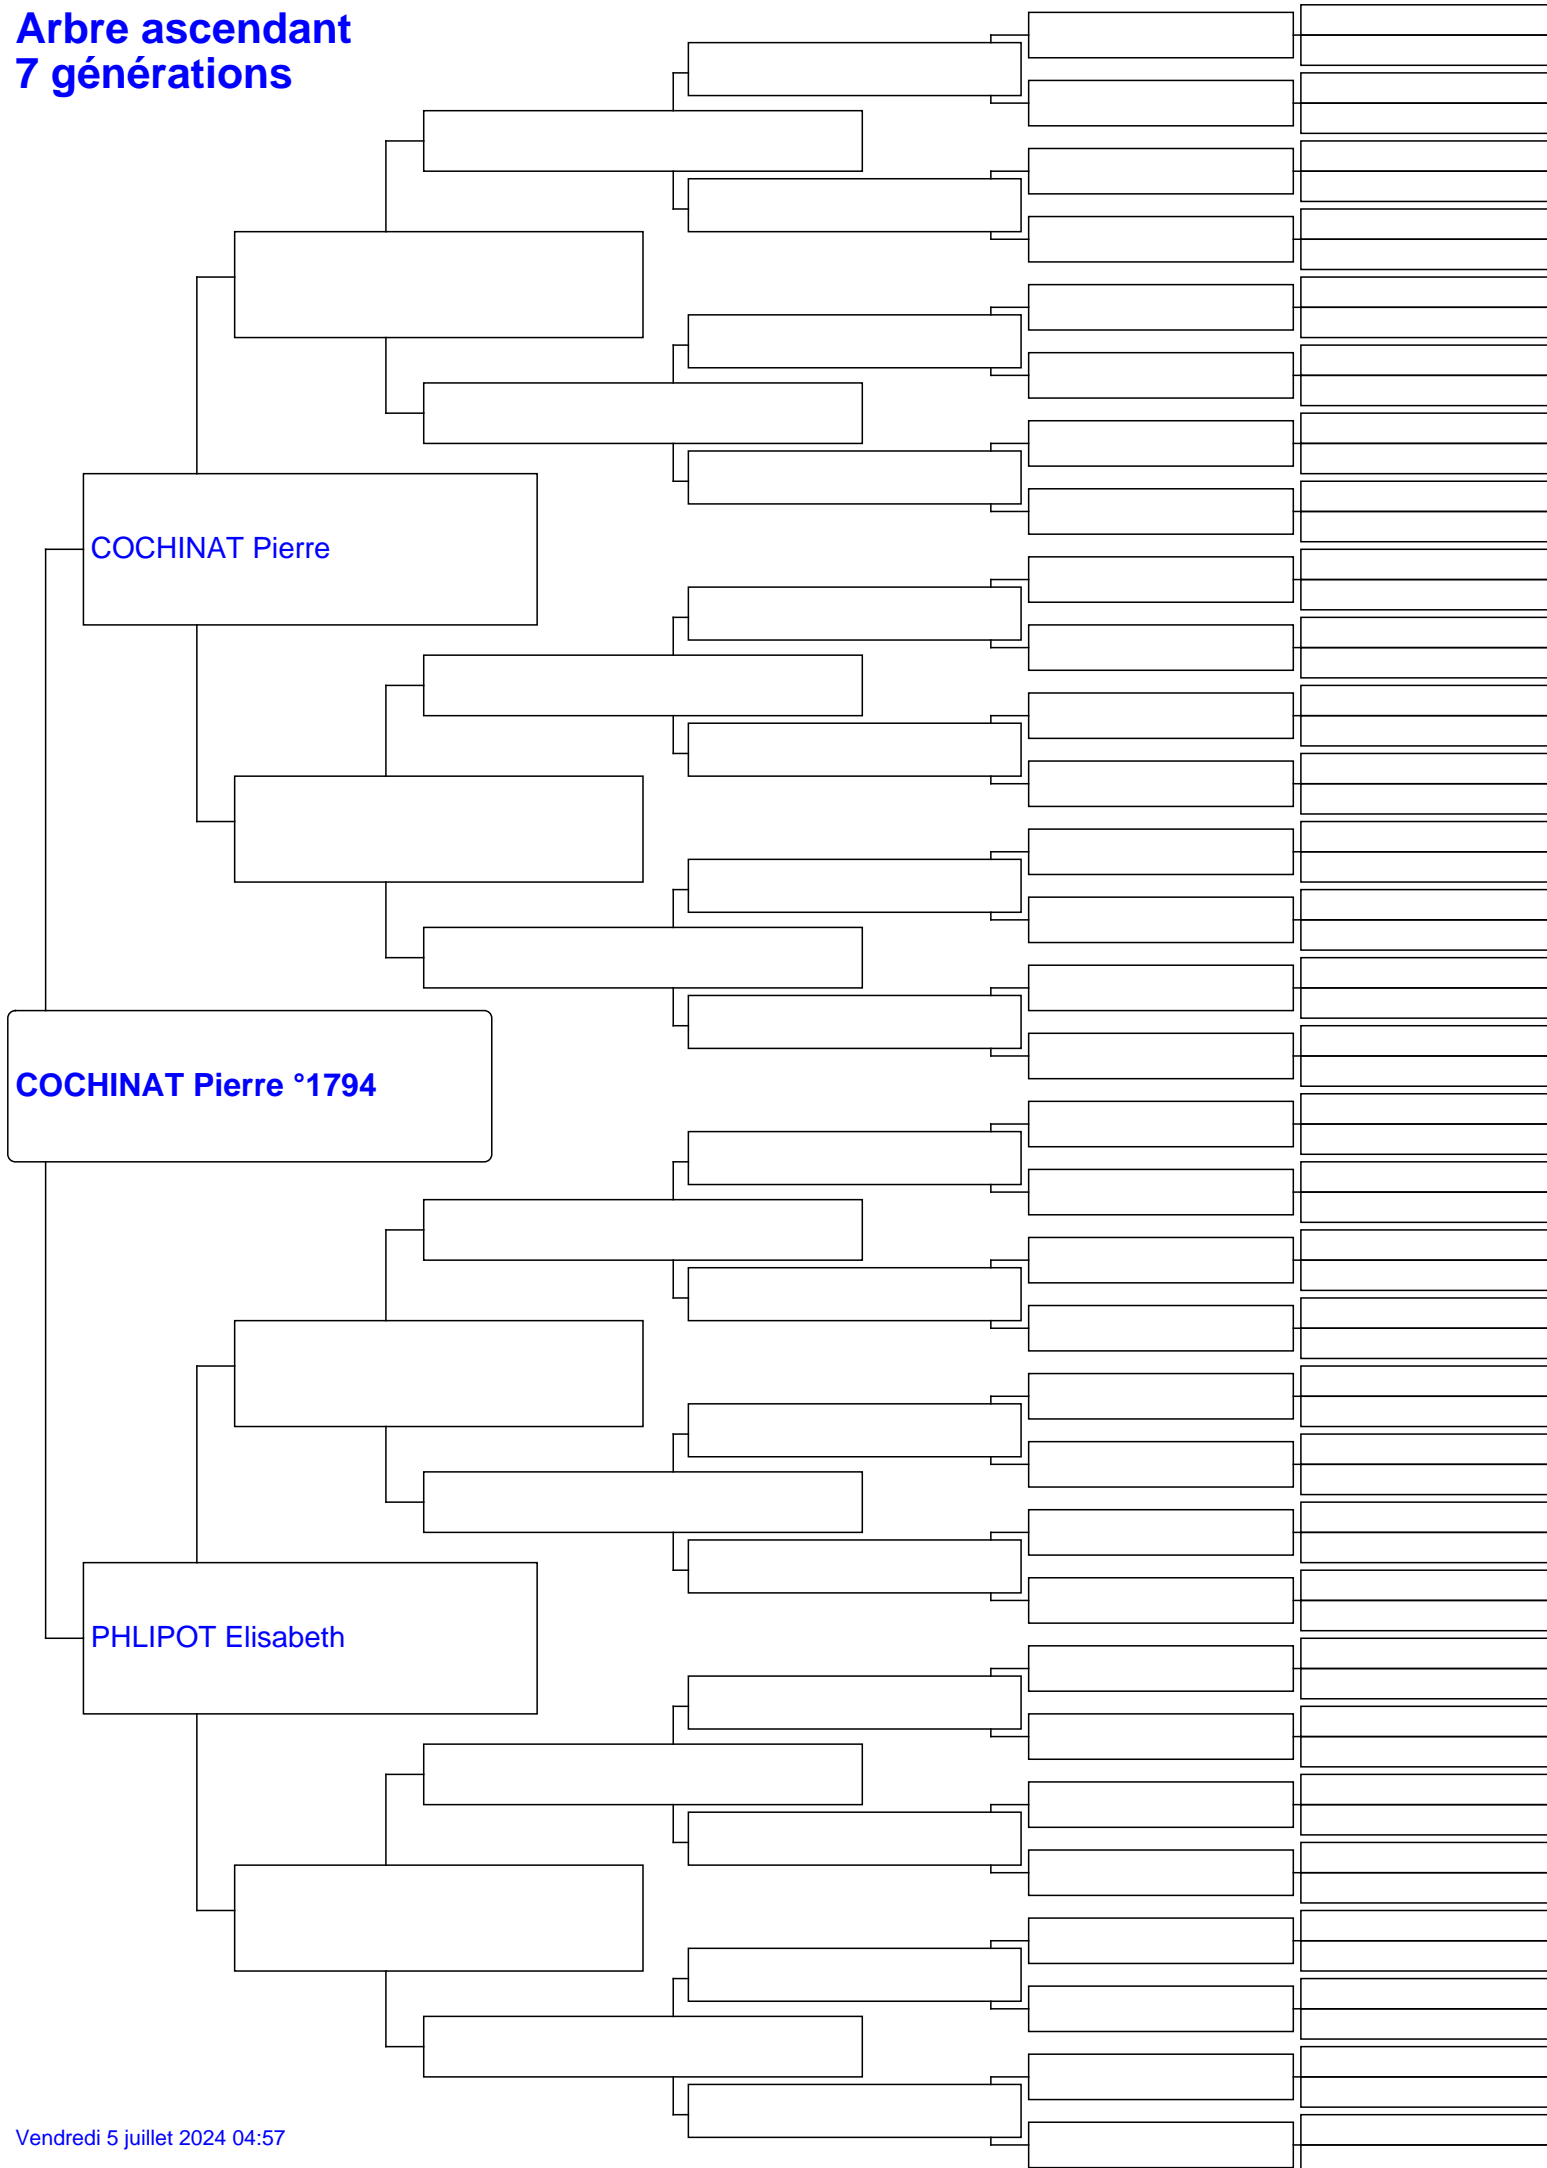 Arbre ascendant
7 générations
COCHINAT Pierre
COCHINAT Pierre °1794
PHLIPOT Elisabeth
Vendredi 5 juillet 2024 04:57